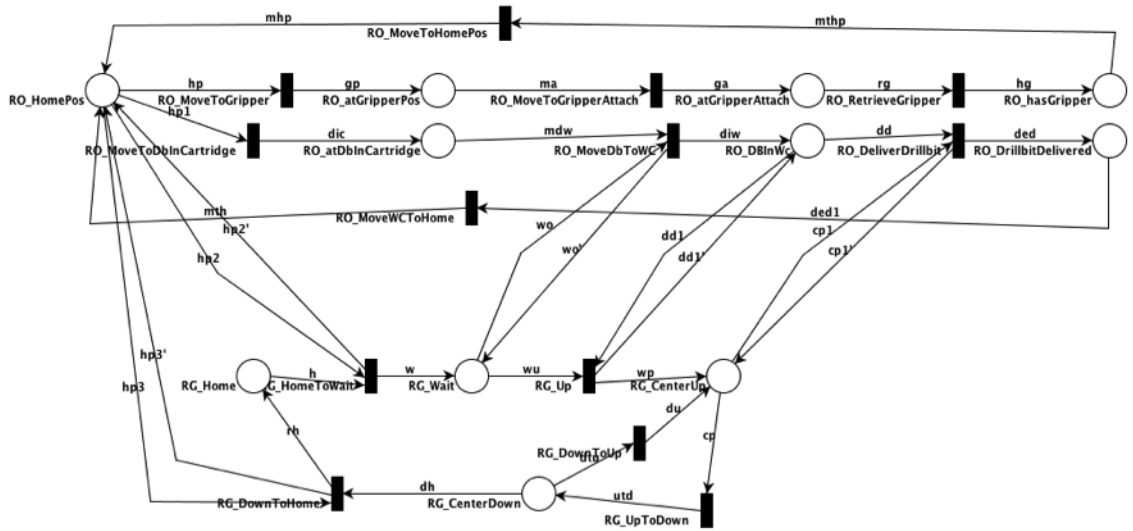 mhp
mthp
RO_MoveToHomePos
hp
gp
ma
ga
rg
hg
RO_HomePos
RO_MoveToGripper
RO_atGripperPos
RO_MoveToGripperAttach
RO_atGripperAttach
RO_RetrieveGripper
RO_hasGripper
hp1
dic
mdw
diw
dd
ded
RO_MoveToDbInCartridge
RO_atDbInCartridge
RO_MoveDbToWC
RO_DBInWc
RO_DeliverDrillbit
RO_DrillbitDelivered
mth
RO_MoveWCToHome
ded1
hp2'
wo
dd1
cp1
hp2
wo'
dd1'
cp1'
hp3'
hp3
h
w
wu
wp
RG_Home
G_HomeToWait
RG_Wait
RG_Up
RG_CenterUp
du
rh
RG_DownToUp
dtu
cp
dh
utd
RG_DownToHome
RG_CenterDown
RG_UpToDown